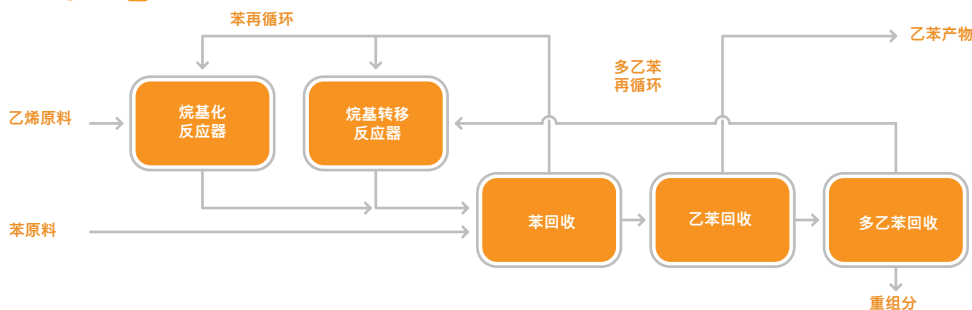 苯再循环
乙苯产物
多乙苯
再循环
乙烯原料
烷基化
反应器
烷基转移
反应器
苯原料
苯回收
乙苯回收
多乙苯回收
重组分